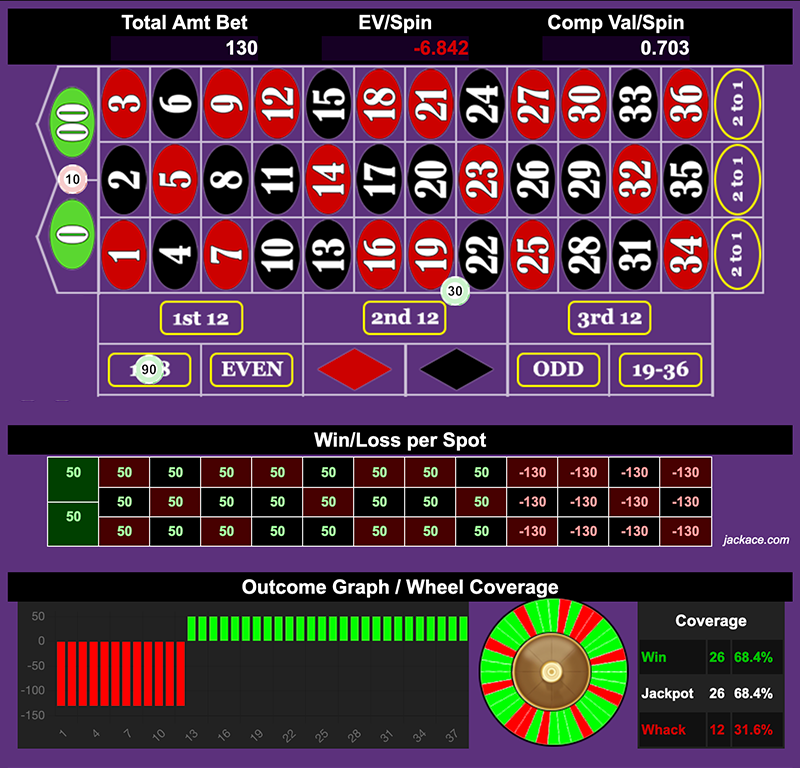 Total Amt Bet EV/Spin Comp Val/Spin
130 -6.842 0.703
00 3 6 9 12 15 18 21 24 27 30 33 36 2 to 1
10 2 5 8 11 14 17 20 23 26 29 32 35 2 to 1
0 1 4 7 10 13 16 19 22 25 28 31 34 2 to 1
30
1st 12 2nd 12 3rd 12
1 90 8 EVEN ODD 19-36
Win/Loss per Spot
50 50 50 50 50 50 50 50 50 -130 -130 -130 -130
50 50 50 50 50 50 50 50 -130 -130 -130 -130
50 50 50 50 50 50 50 50 50 -130 -130 -130 -130
jackace.com
Outcome Graph / Wheel Coverage
50
0
-50
-100
-150
1 4 7 10 13 16 19 22 25 28 31 34 37
Coverage
Win 26 68.4%
Jackpot 26 68.4%
Whack 12 31.6%